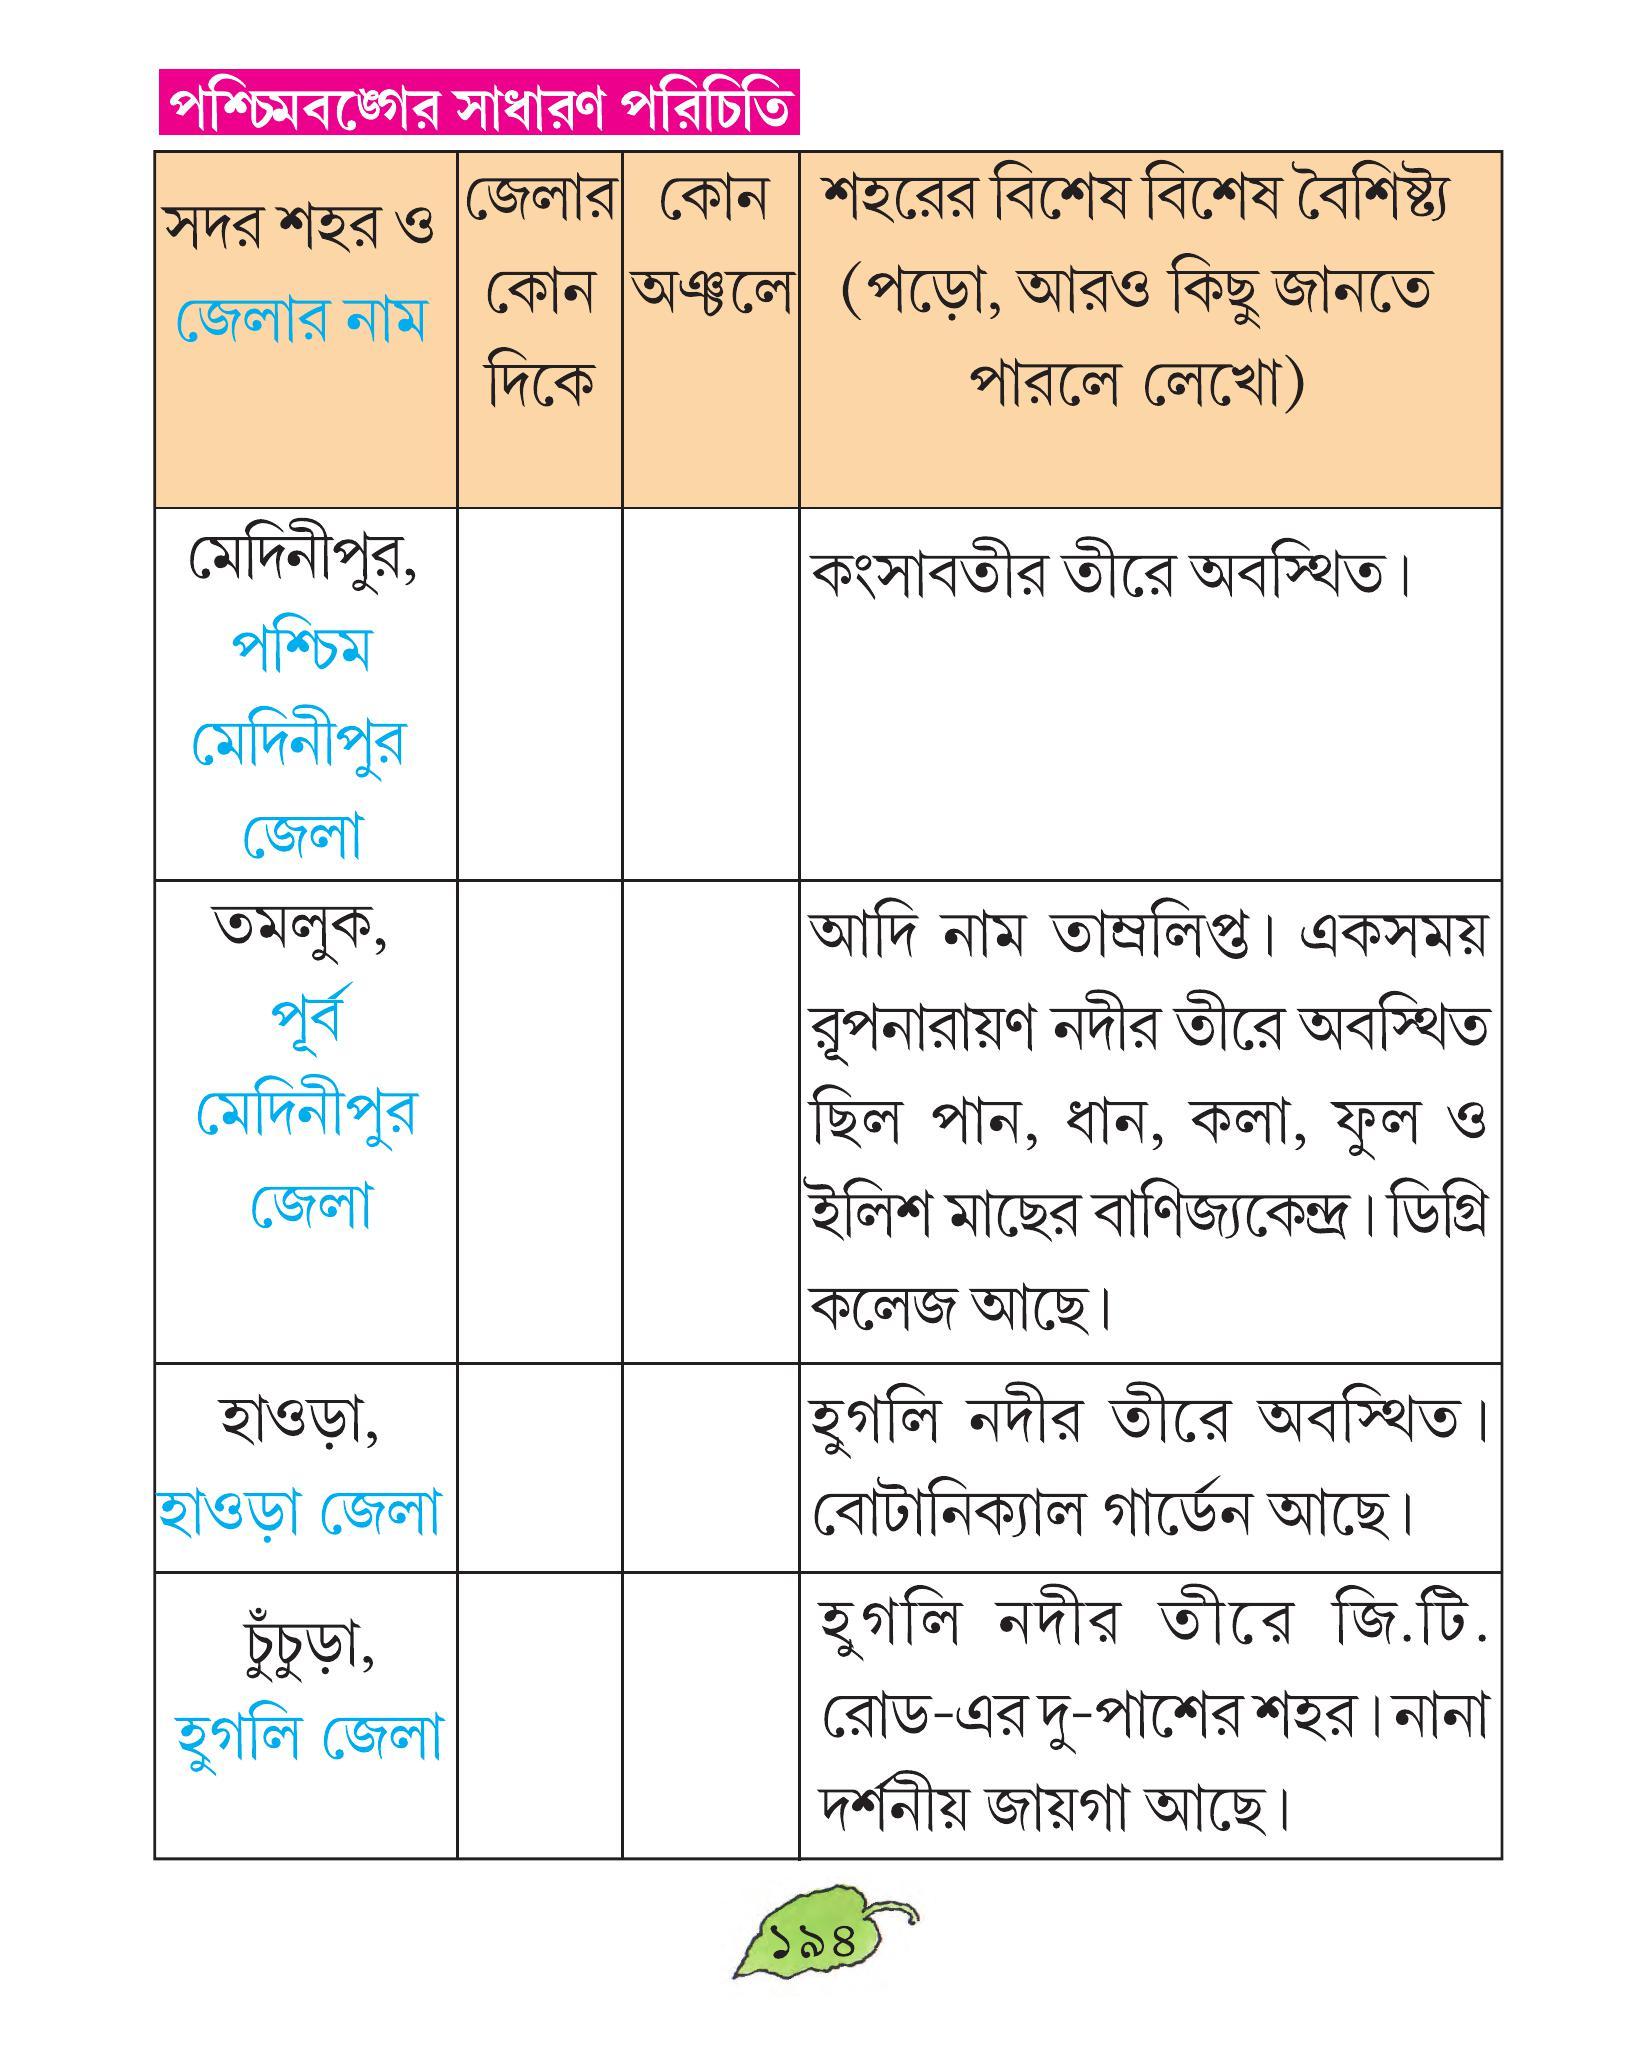 পশ্চিমবঙ্গের সাধারণ পরিচিতি
সদর শহর ও
জেলার নাম
জেলার
কোন
দিকে
কোন
অঞ্চলে
শহরের বিশেষ বিশেষ বৈশিষ্ট্য
(পড়ো, আরও কিছু জানতে
পারলে লেখো)
মেদিনীপুর,
পশ্চিম
মেদিনীপুর
জেলা
কংসাবতীর তীরে অবস্থিত।
তমলুক,
পূর্ব
মেদিনীপুর
জেলা
আদি নাম তাম্রলিপ্ত। একসময়
রূপনারায়ণ নদীর তীরে অবস্থিত
ছিল পান, ধান, কলা, ফুল ও
ইলিশ মাছের বাণিজ্যকেন্দ্র। ডিগ্রি
কলেজ আছে।
হাওড়া,
হাওড়া জেলা
হুগলি নদীর তীরে অবস্থিত।
বোটানিক্যাল গার্ডেন আছে।
চুঁচুড়া,
হুগলি জেলা
হুগলি নদীর তীরে জি.টি.
রোড-এর দু-পাশের শহর। নানা
দর্শনীয় জায়গা আছে।
১৯৪